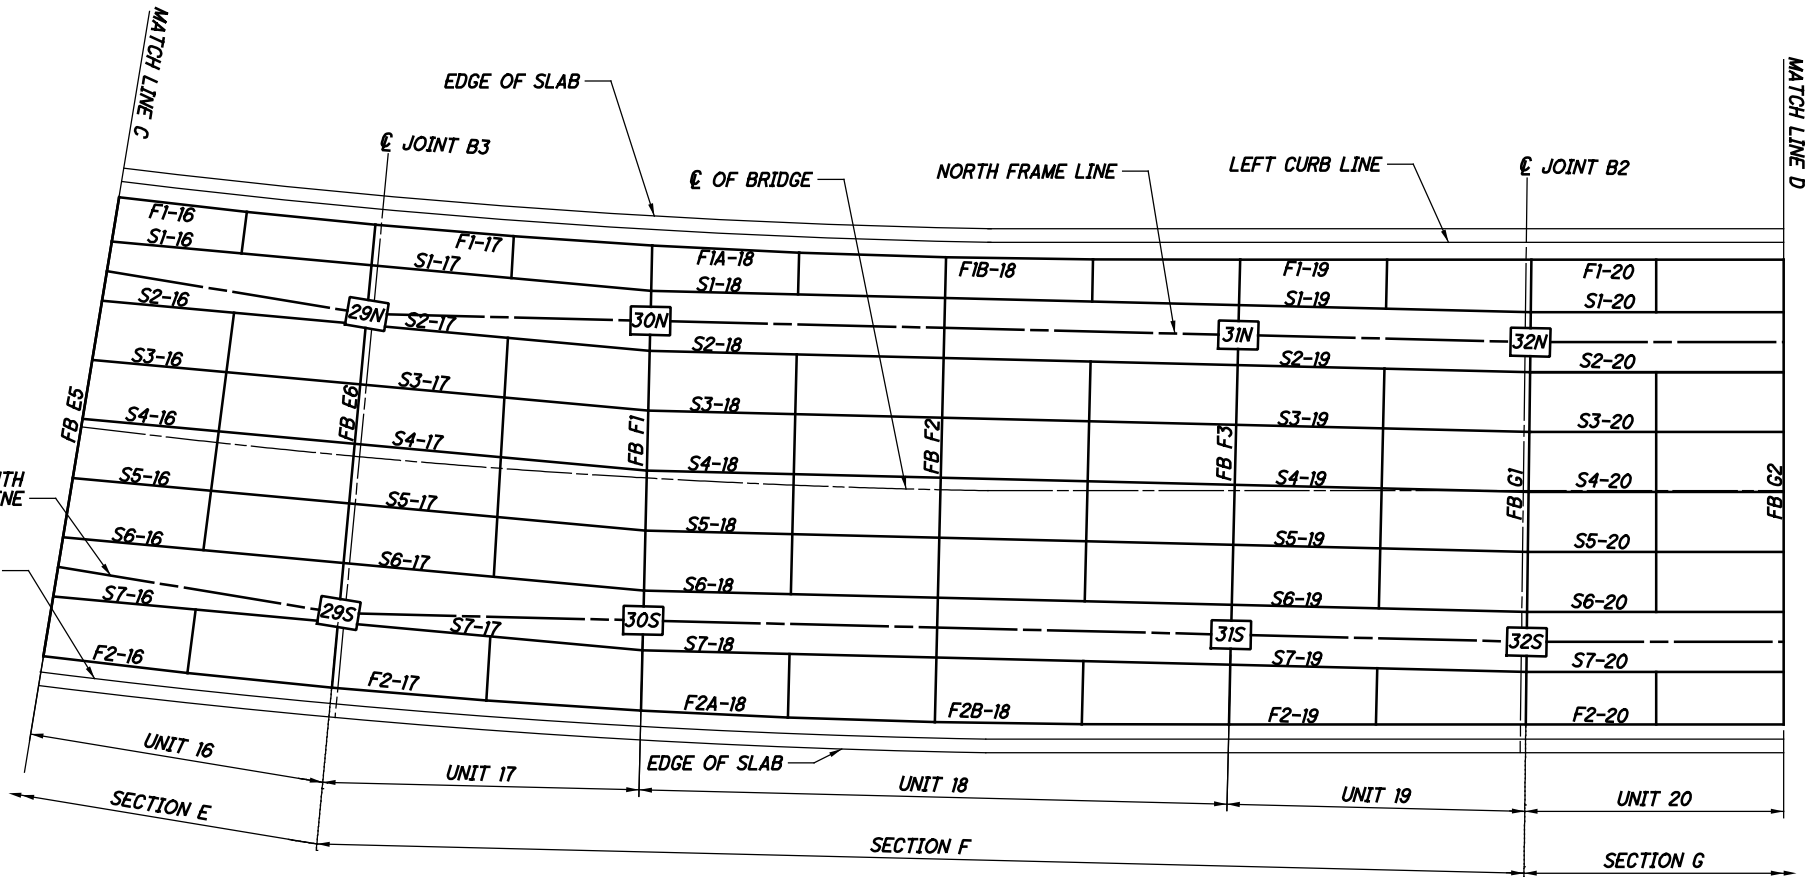 MATCH LINE C
EDGE OF SLAB
℄ JOINT B3
℄ OF BRIDGE
NORTH FRAME LINE
LEFT CURB LINE
℄ JOINT B2
MATCH LINE D
F1-16
F1-17
F1A-18
F1B-18
F1-19
F1-20
S1-16
S1-17
S1-18
S1-19
S1-20
29N
30N
31N
32N
S2-16
S2-17
S2-18
S2-19
S2-20
S3-16
S3-17
S3-18
S3-19
S3-20
FB E5
FB E6
FB F1
FB F2
FB F3
FB G1
FB G2
S4-16
S4-17
S4-18
S4-19
S4-20
TH
NE
S5-16
S5-17
S5-18
S5-19
S5-20
S6-16
S6-17
S6-18
S6-19
S6-20
29S
30S
31S
32S
S7-16
S7-17
S7-18
S7-19
S7-20
F2-16
F2-17
F2A-18
F2B-18
F2-19
F2-20
EDGE OF SLAB
UNIT 16
UNIT 17
UNIT 18
UNIT 19
UNIT 20
SECTION E
SECTION F
SECTION G